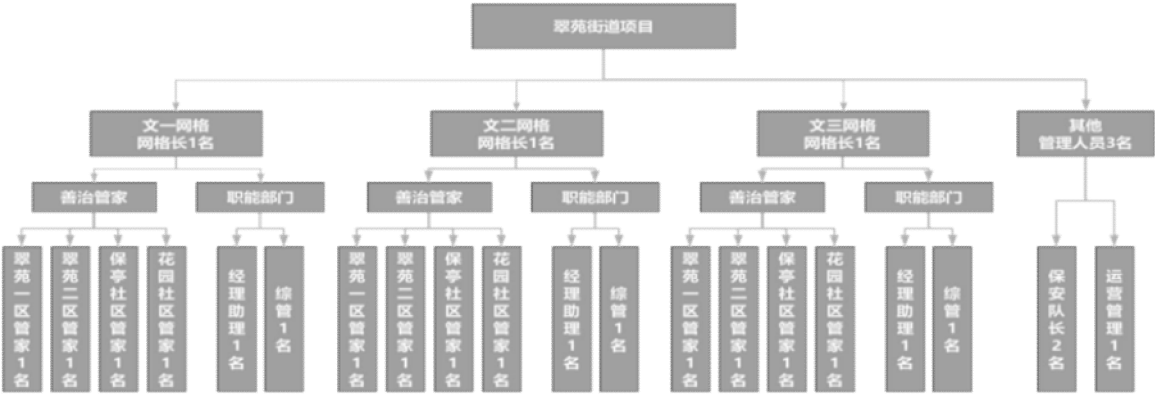 翠苑街道项目
文一网格
网格长1名
文二网格
网格长1名
文三网格
网格长1名
其他
管理人员3名
善治管家
职能部门
善治管家
职能部门
善治管家
职能部门
翠苑一区管家1名
翠苑二区管家1名
保亭社区管家1名
花园社区管家1名
经理助理1名
综管1名
翠苑一区管家1名
翠苑二区管家1名
保亭社区管家1名
花园社区管家1名
经理助理1名
综管1名
翠苑一区管家1名
翠苑二区管家1名
保亭社区管家1名
花园社区管家1名
经理助理1名
综管1名
保安队长2名
运营管理1名